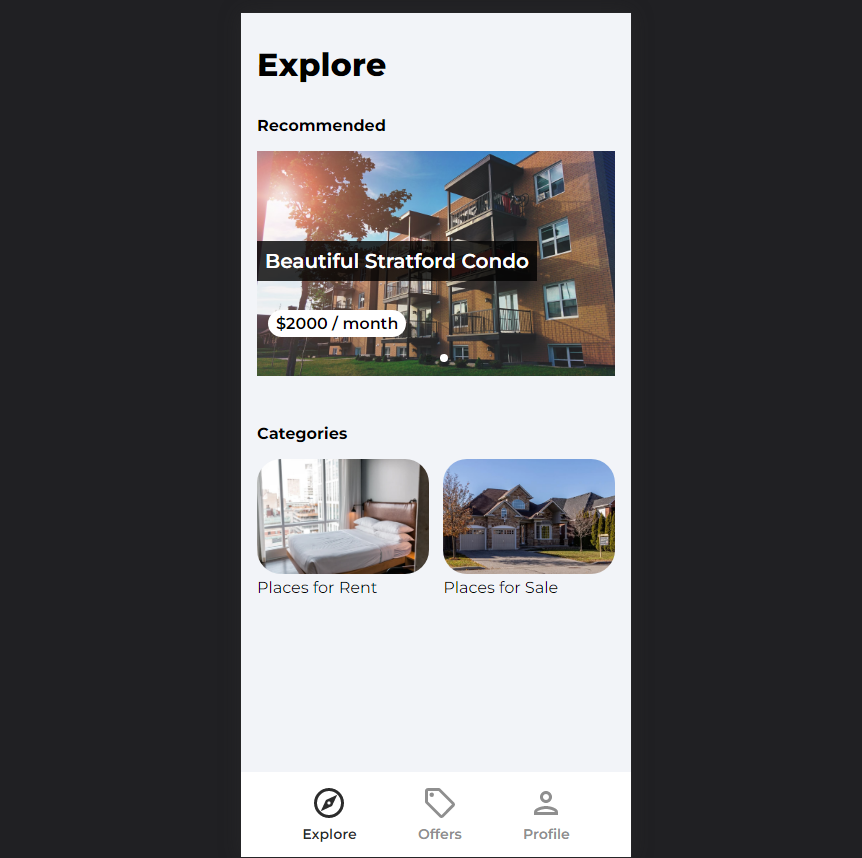 Explore
Recommended
Beautiful Stratford Condo
$2000 / month
Categories
Places for Rent
Places for Sale
Explore
Offers
Profile